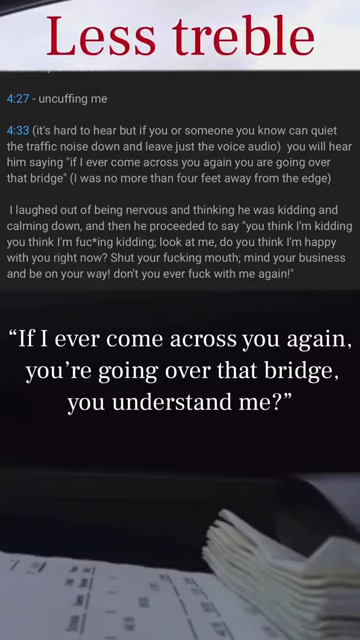 Less treble
4:27 - uncuffing me
4:33 (it's hard to hear but if you or someone you know can quiet
the traffic noise down and leave just the voice audio)  you will hear
him saying "if I ever come across you again you are going over
that bridge" (I was no more than four feet away from the edge)
I laughed out of being nervous and thinking he was kidding and
calming down, and then he proceeded to say "you think I'm kidding
you think I'm fuc*ing kidding; look at me, do you think I'm happy
with you right now? Shut your fucking mouth; mind your business
and be on your way! don't you ever fuck with me again!"
“If I ever come across you again,
you’re going over that bridge,
you understand me?”